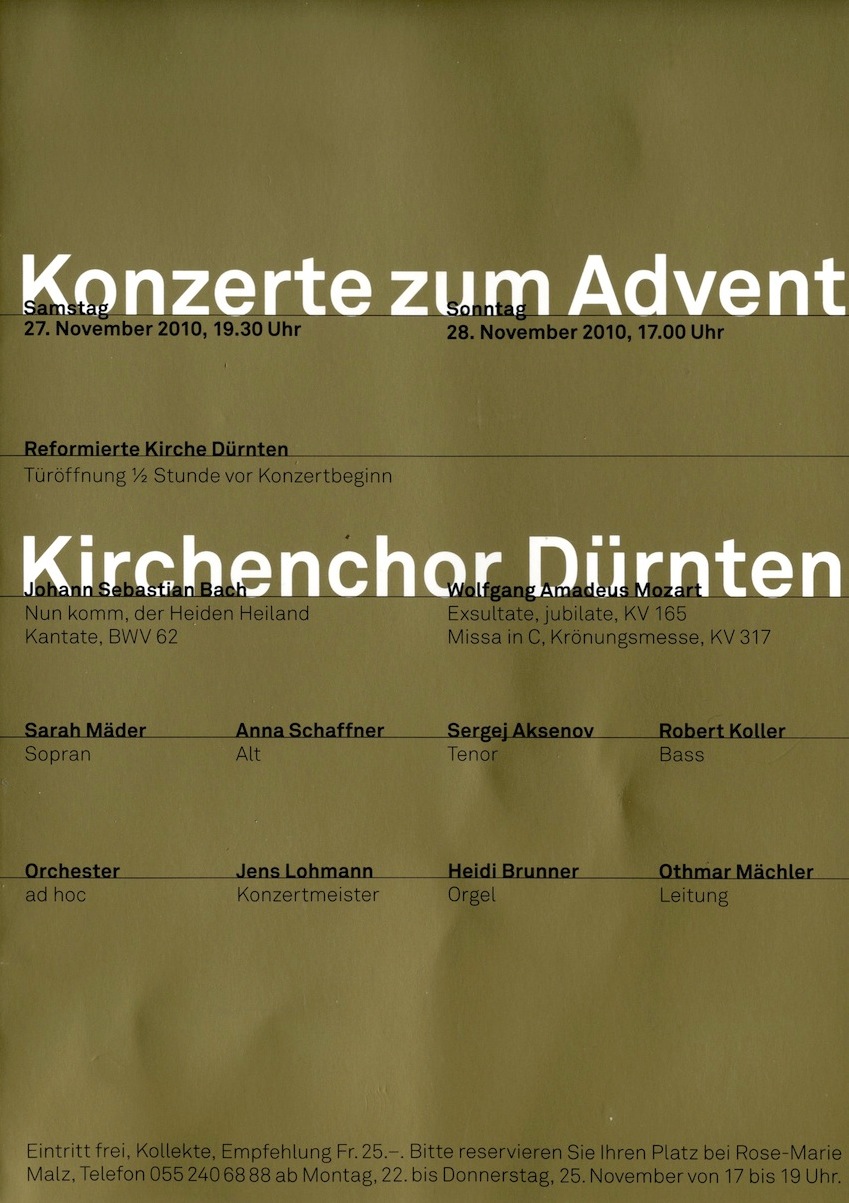 Konzerte zum Advent
Samstag
27. November 2010, 19.30 Uhr
Sonntag
28. November 2010, 17.00 Uhr
Reformierte Kirche Dürnten
Türöffnung ½ Stunde vor Konzertbeginn
Kirchenchor Dürnten
Johann Sebastian Bach
Nun komm, der Heiden Heiland
Kantate, BWV 62
Wolfgang Amadeus Mozart
Exsultate, jubilate, KV 165
Missa in C, Krönungsmesse, KV 317
Sarah Mäder
Sopran
Anna Schaffner
Alt
Sergej Aksenov
Tenor
Robert Koller
Bass
Orchester
ad hoc
Jens Lohmann
Konzertmeister
Heidi Brunner
Orgel
Othmar Mächler
Leitung
Eintritt frei, Kollekte, Empfehlung Fr. 25.–. Bitte reservieren Sie Ihren Platz bei Rose-Marie
Malz, Telefon 055 240 68 88 ab Montag, 22. bis Donnerstag, 25. November von 17 bis 19 Uhr.